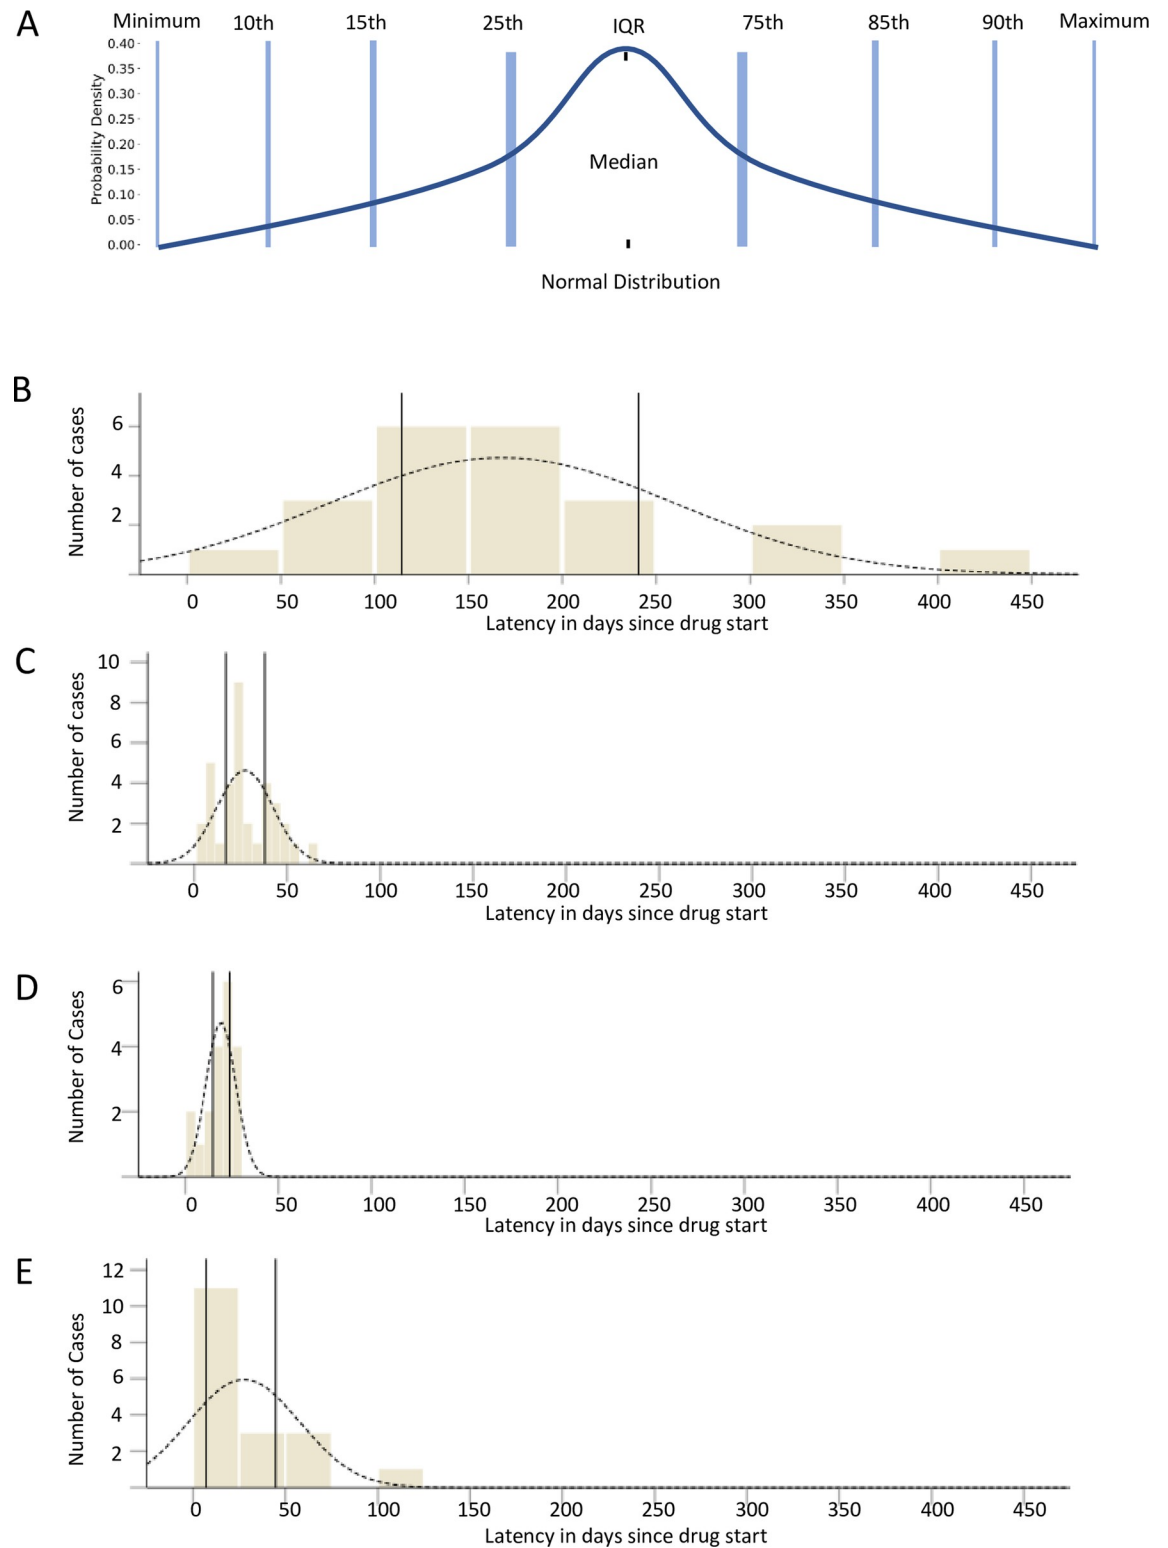 A
Minimum 10th 15th 25th IQR 75th 85th 90th Maximum
Probability Density
0.40
0.35
0.30
0.25
0.20
0.15
0.10
0.05
0.00
Median
Normal Distribution
B
Number of cases
6
4
2
0 50 100 150 200 250 300 350 400 450
Latency in days since drug start
C
Number of cases
10
8
6
4
2
0 50 100 150 200 250 300 350 400 450
Latency in days since drug start
D
Number of Cases
6
4
2
0 50 100 150 200 250 300 350 400 450
Latency in days since drug start
E
Number of Cases
12
10
8
6
4
2
0 50 100 150 200 250 300 350 400 450
Latency in days since drug start